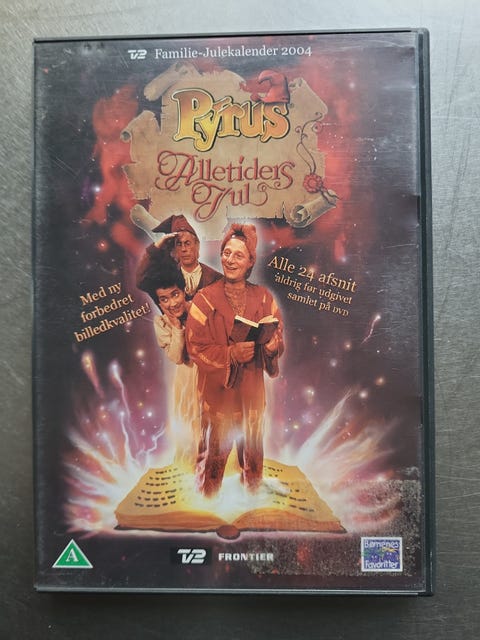 TV2 Familie-Julekalender 2004
Pyrus
Alletiders
Jul
Med ny
forbedret
billedkvalitet!
Alle 24 afsnit
aldrig før udgivet
samlet på DVD
A
TV2 FRONTIER
Børnenes
Favoritter